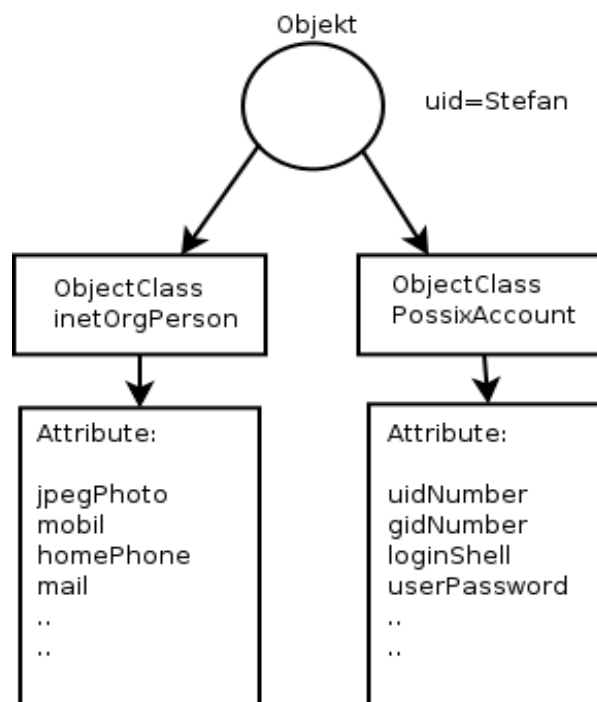 Objekt
uid=Stefan
ObjectClass
inetOrgPerson
ObjectClass
PossixAccount
Attribute:
jpegPhoto
mobil
homePhone
mail
..
..
Attribute:
uidNumber
gidNumber
loginShell
userPassword
..
..